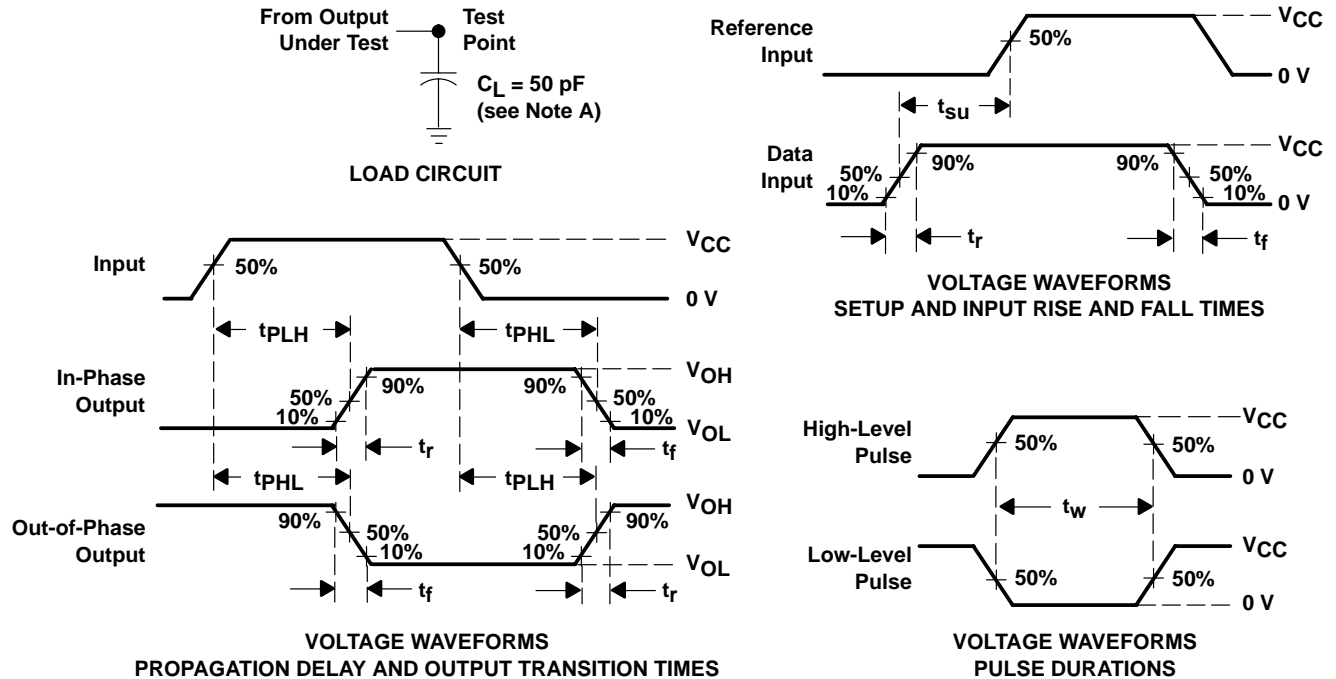 From Output
Under Test
Test
Point
CL = 50 pF
(see Note A)
LOAD CIRCUIT
Reference
Input
50%
VCC
0 V
tsu
Data
Input
50%
10%
90%
90%
50%
10%
VCC
0 V
tr
tf
VOLTAGE WAVEFORMS
SETUP AND INPUT RISE AND FALL TIMES
Input
50%
50%
VCC
0 V
tPLH
tPHL
In-Phase
Output
50%
10%
90%
90%
50%
10%
VOH
VOL
tr
tf
tPHL
tPLH
Out-of-Phase
Output
90%
50%
10%
50%
10%
90%
VOH
VOL
tf
tr
VOLTAGE WAVEFORMS
PROPAGATION DELAY AND OUTPUT TRANSITION TIMES
High-Level
Pulse
50%
50%
VCC
0 V
tw
Low-Level
Pulse
50%
50%
VCC
0 V
VOLTAGE WAVEFORMS
PULSE DURATIONS